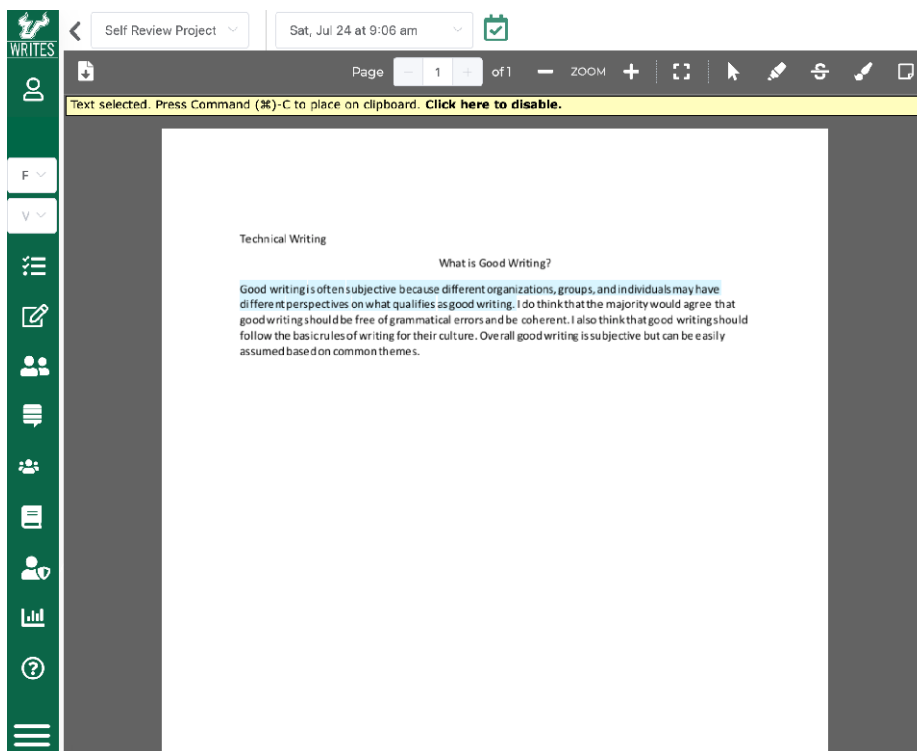 WRITES
Self Review Project
Sat, Jul 24 at 9:06 am
Page - 1 + of 1 ZOOM
Text selected. Press Command (⌘)-C to place on clipboard. Click here to disable.
F
V
Technical Writing
What is Good Writing?
Good writing is often subjective because different organizations, groups, and individuals may have
different perspectives on what qualifies as good writing. I do think that the majority would agree that
good writing should be free of grammatical errors and be coherent. I also think that good writing should
follow the basic rules of writing for their culture. Overall good writing is subjective but can be easily
assumed based on common themes.